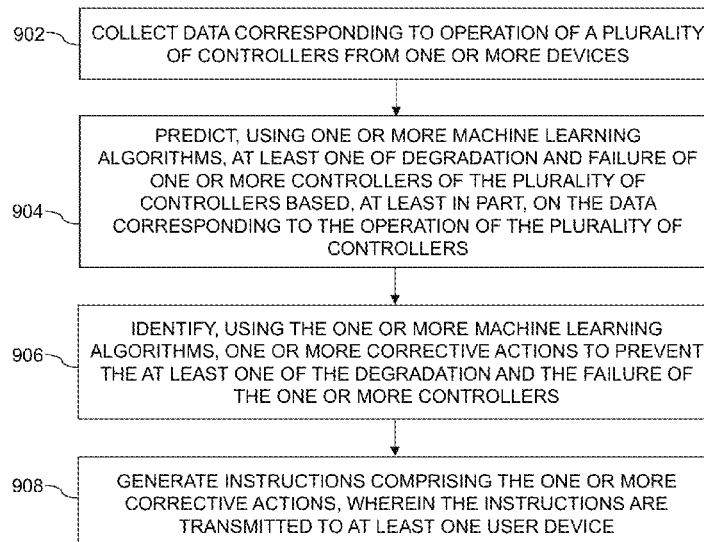 902
COLLECT DATA CORRESPONDING TO OPERATION OF A PLURALITY
OF CONTROLLERS FROM ONE OR MORE DEVICES
904
PREDICT, USING ONE OR MORE MACHINE LEARNING
ALGORITHMS, AT LEAST ONE OF DEGRADATION AND FAILURE OF
ONE OR MORE CONTROLLERS OF THE PLURALITY OF
CONTROLLERS BASED, AT LEAST IN PART, ON THE DATA
CORRESPONDING TO THE OPERATION OF THE PLURALITY OF
CONTROLLERS
906
IDENTIFY, USING THE ONE OR MORE MACHINE LEARNING
ALGORITHMS, ONE OR MORE CORRECTIVE ACTIONS TO PREVENT
THE AT LEAST ONE OF THE DEGRADATION AND THE FAILURE OF
THE ONE OR MORE CONTROLLERS
908
GENERATE INSTRUCTIONS COMPRISING THE ONE OR MORE
CORRECTIVE ACTIONS, WHEREIN THE INSTRUCTIONS ARE
TRANSMITTED TO AT LEAST ONE USER DEVICE